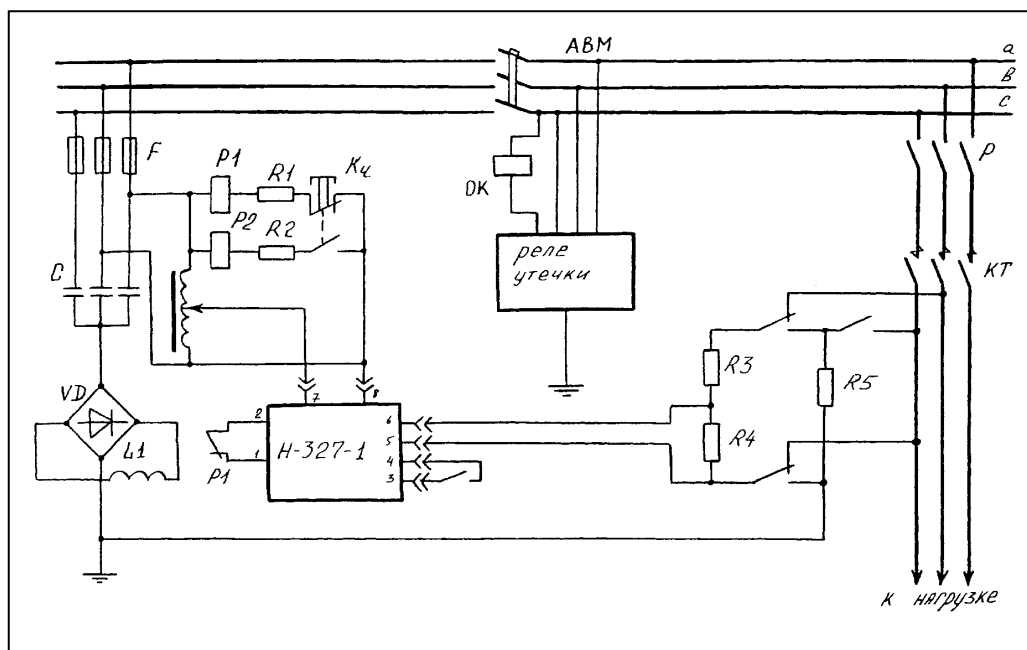 АВМ
а
в
с
F
P1
R1
Кч
P2
R2
ОК
реле
утечки
P
КТ
С
VD
L1
7
8
2
1
P1
Н-327-1
6
5
4
3
R3
R4
R5
К нагрузке